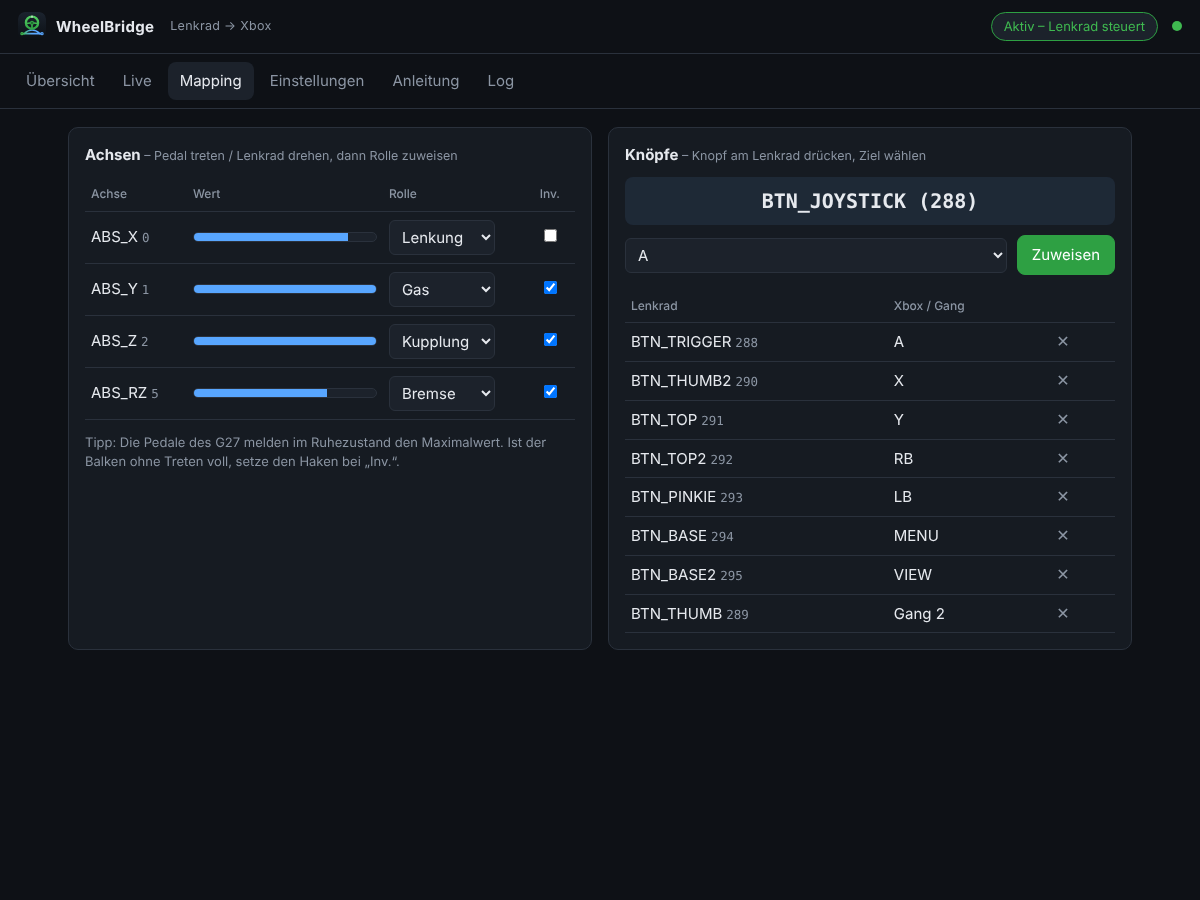 WheelBridge Lenkrad → Xbox Aktiv – Lenkrad steuert
Übersicht Live Mapping Einstellungen Anleitung Log
Achsen – Pedal treten / Lenkrad drehen, dann Rolle zuweisen
Achse Wert Rolle Inv.
ABS_X 0 Lenkung
ABS_Y 1 Gas
ABS_Z 2 Kupplung
ABS_RZ 5 Bremse
Tipp: Die Pedale des G27 melden im Ruhezustand den Maximalwert. Ist der
Balken ohne Treten voll, setze den Haken bei „Inv.“.
Knöpfe – Knopf am Lenkrad drücken, Ziel wählen
BTN_JOYSTICK (288)
A Zuweisen
Lenkrad Xbox / Gang
BTN_TRIGGER 288 A ✕
BTN_THUMB2 290 X ✕
BTN_TOP 291 Y ✕
BTN_TOP2 292 RB ✕
BTN_PINKIE 293 LB ✕
BTN_BASE 294 MENU ✕
BTN_BASE2 295 VIEW ✕
BTN_THUMB 289 Gang 2 ✕